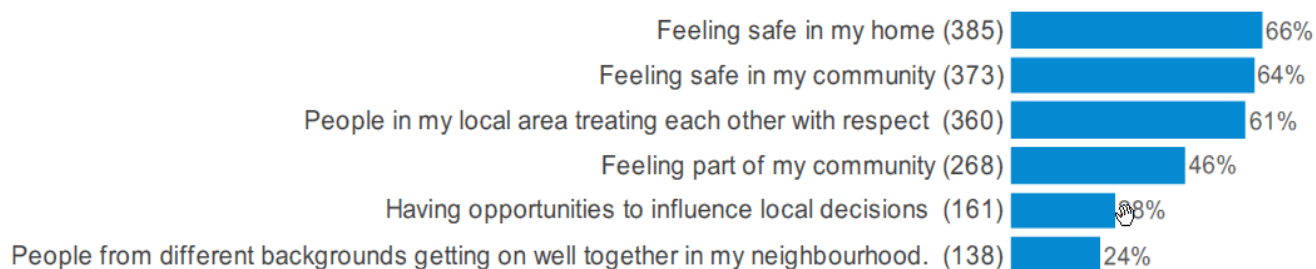 Feeling safe in my home (385) 66%
Feeling safe in my community (373) 64%
People in my local area treating each other with respect (360) 61%
Feeling part of my community (268) 46%
Having opportunities to influence local decisions (161)
People from different backgrounds getting on well together in my neighbourhood. (138) 24%